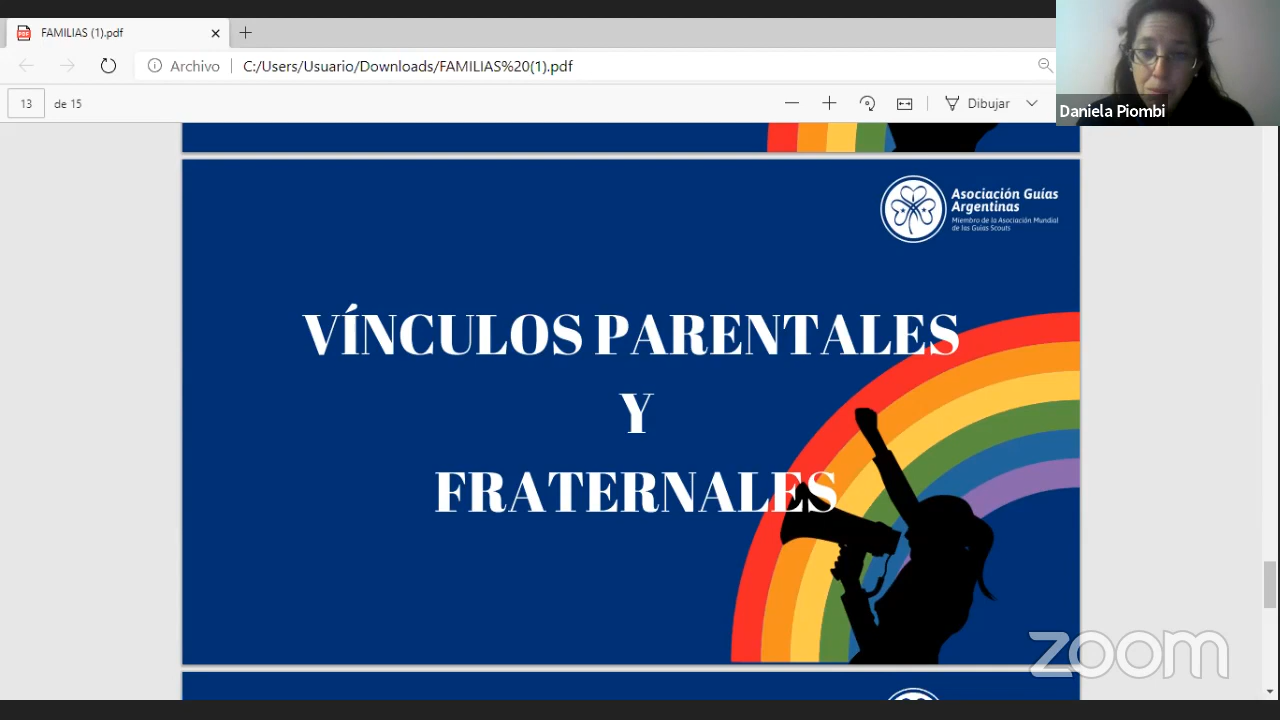 FAMILIAS (1).pdf
Archivo
C:/Users/Usuario/Downloads/FAMILIAS%20(1).pdf
13 de 15
Dibujar
Daniela Piombi
PDF
Asociación Guías
Argentinas
Miembro de la Asociación Mundial
de las Guías Scouts
VÍNCULOS PARENTALES
Y
FRATERNALES
zoom